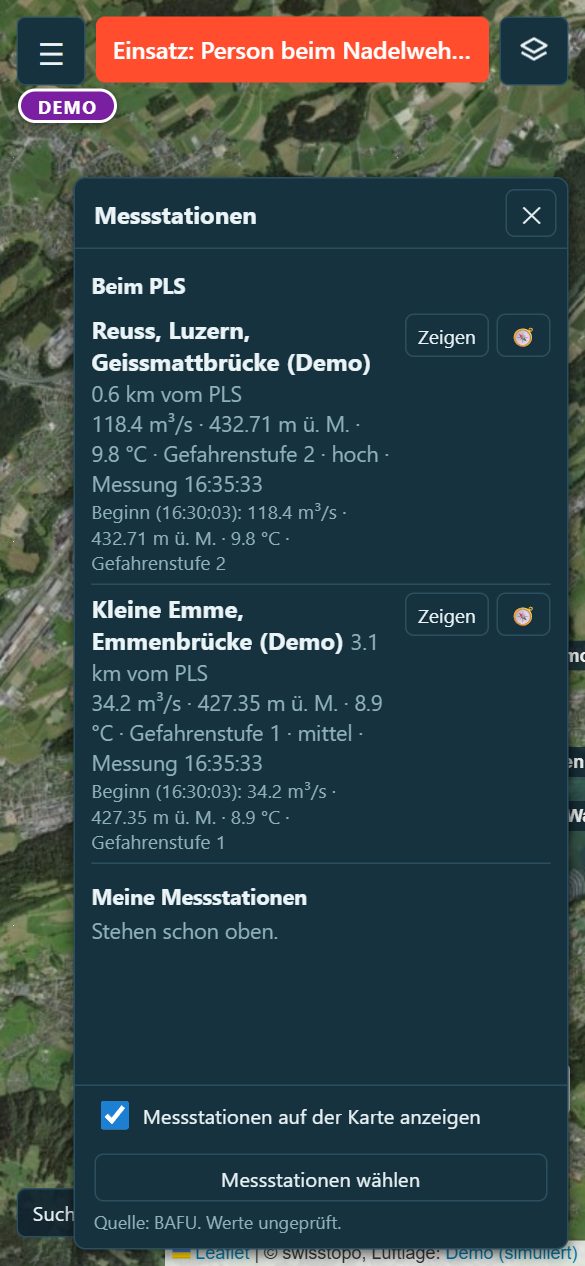 ☰
Einsatz: Person beim Nadelweh...
DEMO
Messstationen
Beim PLS
Reuss, Luzern,
Geissmattbrücke (Demo)
Zeigen
0.6 km vom PLS
118.4 m³/s · 432.71 m ü. M. ·
9.8 °C · Gefahrenstufe 2 · hoch ·
Messung 16:35:33
Beginn (16:30:03): 118.4 m³/s ·
432.71 m ü. M. · 9.8 °C ·
Gefahrenstufe 2
Kleine Emme,
Emmenbrücke (Demo) 3.1
Zeigen
km vom PLS
34.2 m³/s · 427.35 m ü. M. · 8.9
°C · Gefahrenstufe 1 · mittel ·
Messung 16:35:33
Beginn (16:30:03): 34.2 m³/s ·
427.35 m ü. M. · 8.9 °C ·
Gefahrenstufe 1
Meine Messstationen
Stehen schon oben.
Messstationen auf der Karte anzeigen
Messstationen wählen
Such
Quelle: BAFU. Werte ungeprüft.
Leaflet | © swisstopo, Luftlage: Demo (simuliert)